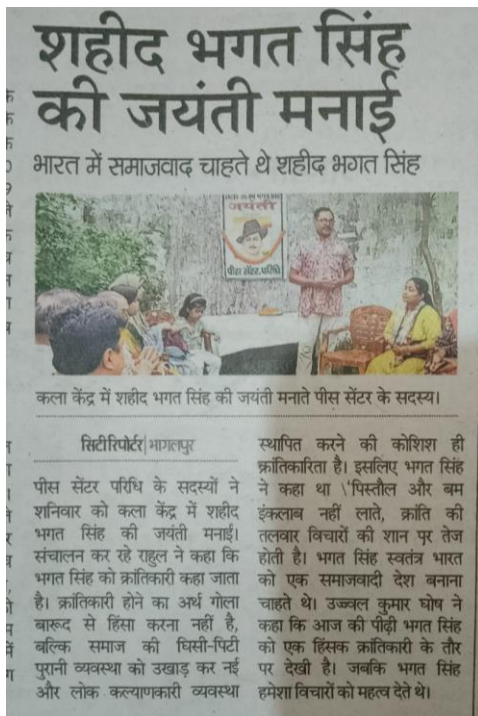 शहीद भगत सिंह
की जयंती मनाई
भारत में समाजवाद चाहते थे शहीद भगत सिंह
जयंती
पीस सेंटर, परिधि
कला केंद्र में शहीद भगत सिंह की जयंती मनाते पीस सेंटर के सदस्य।
सिटी रिपोर्टर|भागलपुर
पीस सेंटर परिधि के सदस्यों ने
शनिवार को कला केंद्र में शहीद
भगत सिंह की जयंती मनाई।
संचालन कर रहे राहुल ने कहा कि
भगत सिंह को क्रांतिकारी कहा जाता
है। क्रांतिकारी होने का अर्थ गोला
बारूद से हिंसा करना नहीं है,
बल्कि समाज की घिसी-पिटी
पुरानी व्यवस्था को उखाड़ कर नई
और लोक कल्याणकारी व्यवस्था
स्थापित करने की कोशिश ही
क्रांतिकारिता है। इसलिए भगत सिंह
ने कहा था \'पिस्तौल और बम
इंकलाब नहीं लाते, क्रांति की
तलवार विचारों की शान पर तेज
होती है। भगत सिंह स्वतंत्र भारत
को एक समाजवादी देश बनाना
चाहते थे। उज्ज्वल कुमार घोष ने
कहा कि आज की पीढ़ी भगत सिंह
को एक हिंसक क्रांतिकारी के तौर
पर देखी है। जबकि भगत सिंह
हमेशा विचारों को महत्व देते थे।